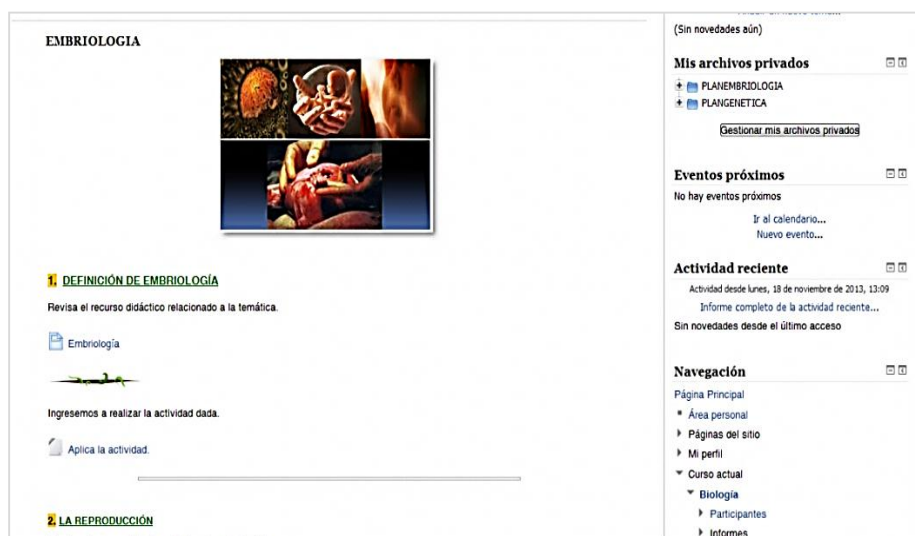 EMBRIOLOGIA
1. DEFINICIÓN DE EMBRIOLOGÍA
Revisa el recurso didáctico relacionado a la temática.
Embriología
Ingresemos a realizar la actividad dada.
Aplica la actividad.
2. LA REPRODUCCIÓN
(Sin novedades aún)
Mis archivos privados
PLANEMBRIOLOGIA
PLANGENETICA
Gestionar mis archivos privados
Eventos próximos
No hay eventos próximos
Ir al calendario...
Nuevo evento...
Actividad reciente
Actividad desde lunes, 18 de noviembre de 2013, 13:09
Informe completo de la actividad reciente...
Sin novedades desde el último acceso
Navegación
Página Principal
Área personal
Páginas del sitio
Mi perfil
Curso actual
Biología
Participantes
Informes